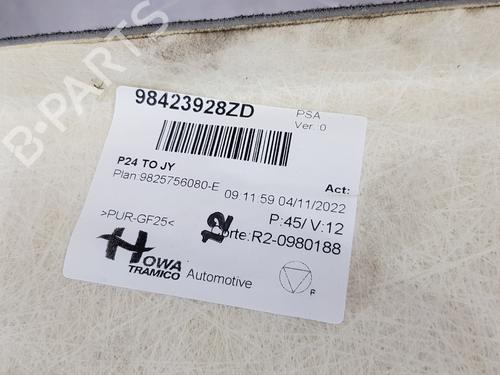 B PARTS
98423928ZD
PSA
Ver: 0
P24 TO JY
Plan:9825756080-E
Act:
09:11:59 04/11/2022
>PUR-GF25<
P:45/ V:12
12
orte:R2-0980188
HOWA
TRAMICO
Automotive
F